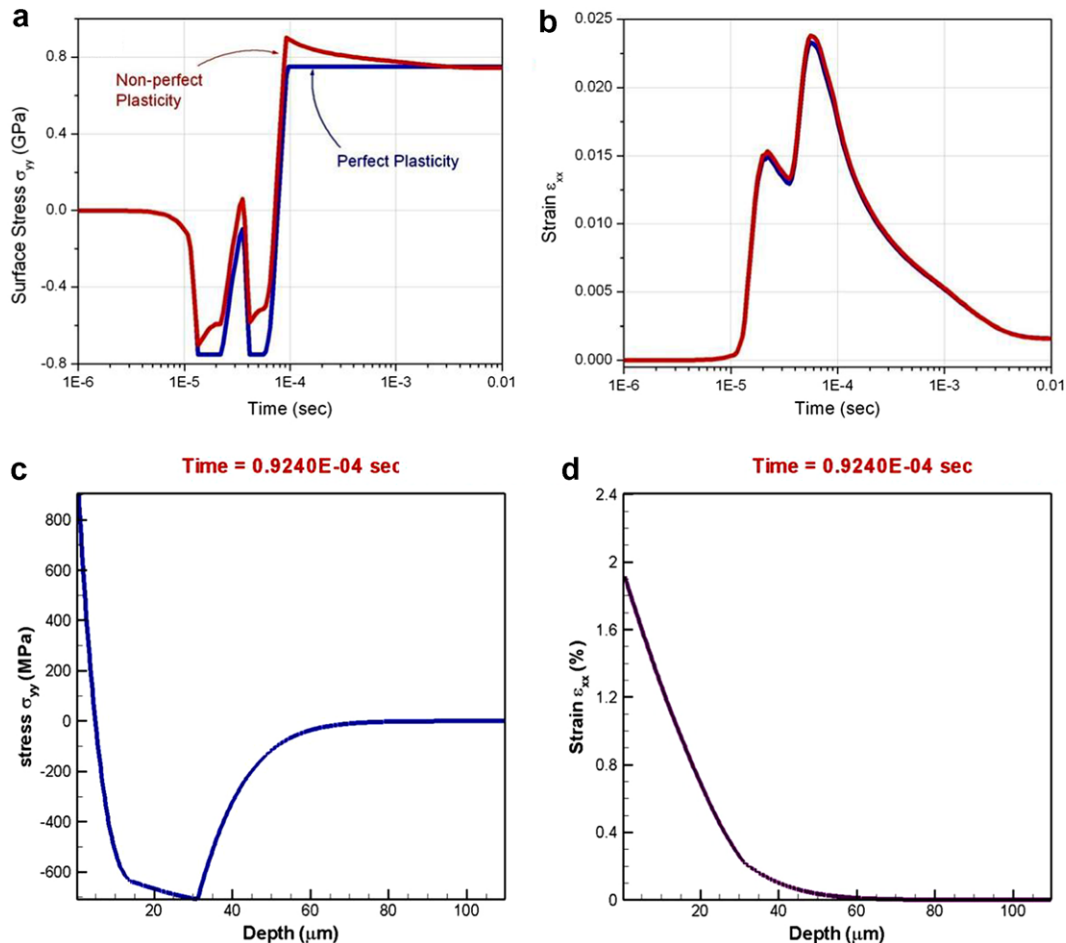 a
0.8
0.4
0.0
-0.4
-0.8
Surface Stress σyy (GPa)
Non-perfect
Plasticity
Perfect Plasticity
1E-6
1E-5
1E-4
1E-3
0.01
Time (sec)
b
0.025
0.020
0.015
0.010
0.005
0.000
Strain εxx
1E-6
1E-5
1E-4
1E-3
0.01
Time (sec)
c
Time = 0.9240E-04 sec
800
600
400
200
0
-200
-400
-600
stress σyy (MPa)
20
40
60
80
100
Depth (μm)
d
Time = 0.9240E-04 sec
2.4
2
1.6
1.2
0.8
0.4
0
Strain εxx (%)
20
40
60
80
100
Depth (μm)